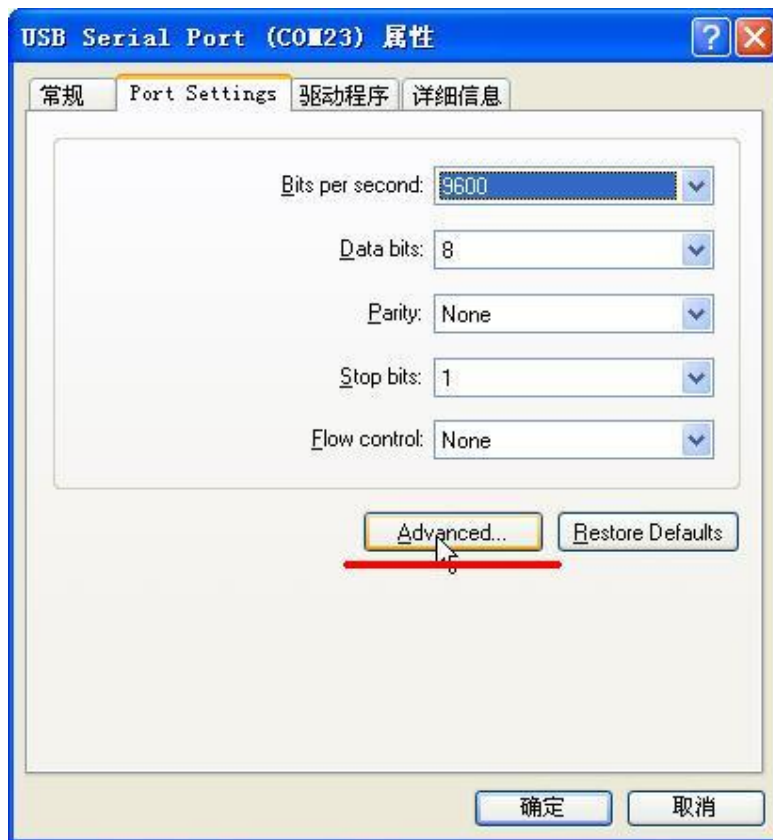 USB Serial Port (COM23) 属性
常规 Port Settings 驱动程序 详细信息
Bits per second: 9600
Data bits: 8
Parity: None
Stop bits: 1
Flow control: None
Advanced... Restore Defaults
确定 取消